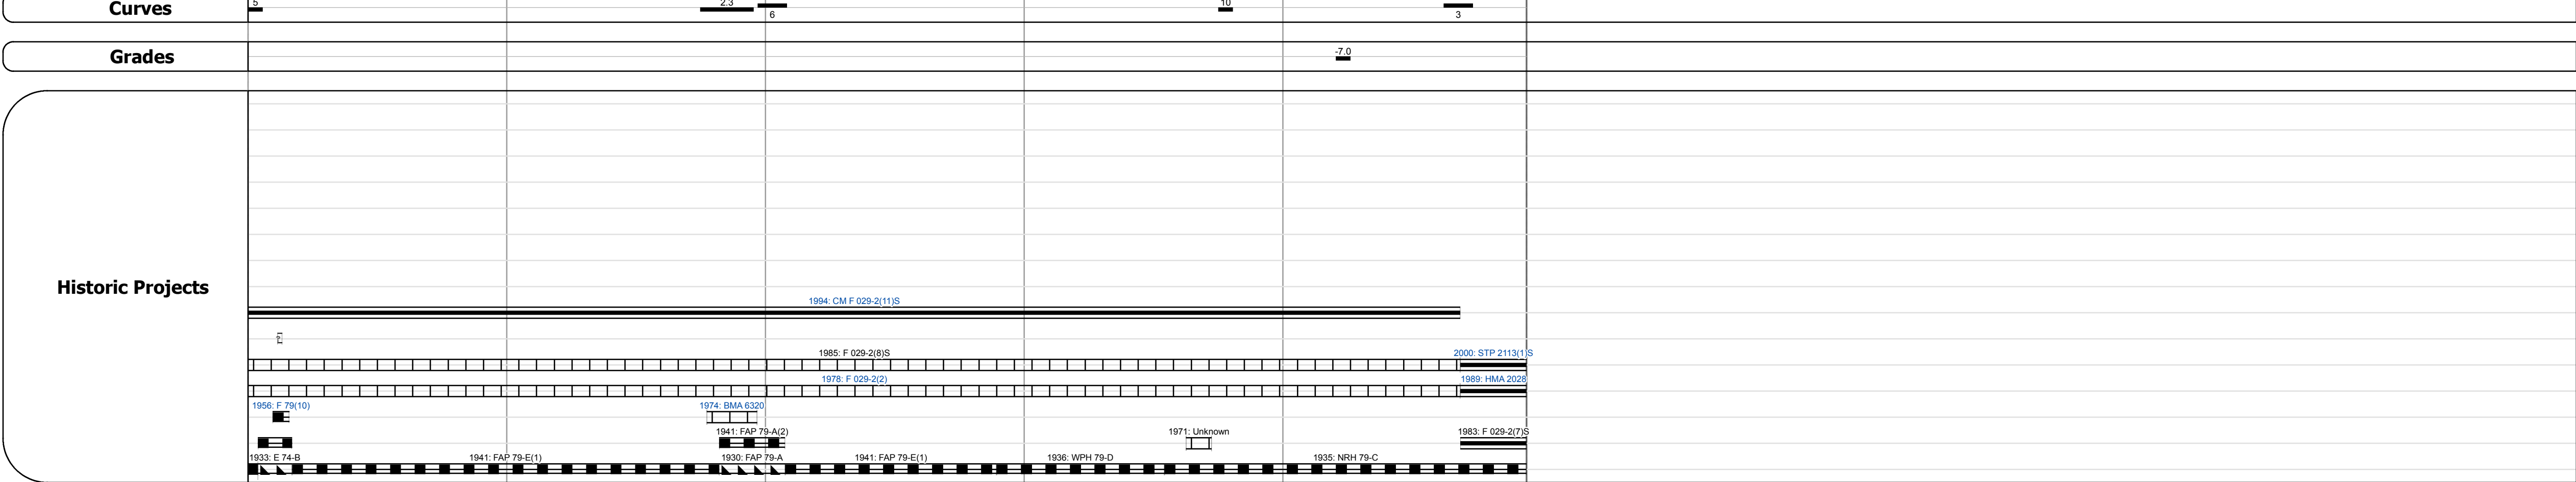 Curves
5
2.3
6
10
3
Grades
-7.0
Historic Projects
1994: CM F 029-2(11)S
1985: F 029-2(8)S
2000: STP 2113(1)S
1978: F 029-2(2)
1989: HMA 2028
1956: F 79(10)
1974: BMA 6320
1941: FAP 79-A(2)
1971: Unknown
1983: F 029-2(7)S
1933: E 74-B
1941: FAP 79-E(1)
1930: FAP 79-A
1941: FAP 79-E(1)
1936: WPH 79-D
1935: NRH 79-C